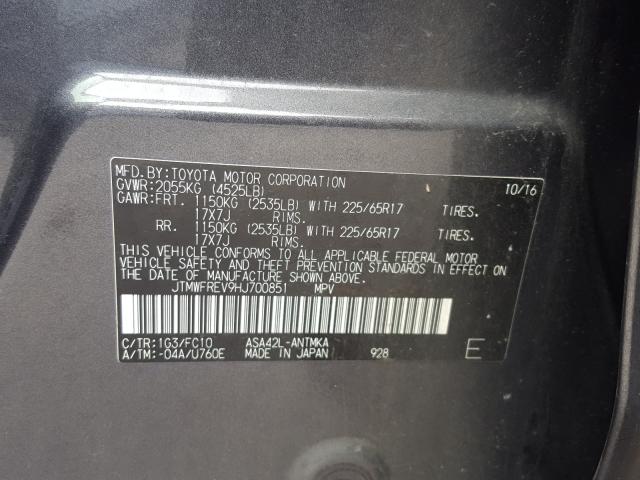 MFD. BY:TOYOTA MOTOR CORPORATION 10/16
GVWR:2055KG (4525LB)
GAWR:FRT. 1150KG (2535LB) WITH 225/65R17 TIRES.
17X7J RIMS.
RR. 1150KG (2535LB) WITH 225/65R17 TIRES.
17X7J RIMS.
THIS VEHICLE CONFORMS TO ALL APPLICABLE FEDERAL MOTOR
VEHICLE SAFETY AND THEFT PREVENTION STANDARDS IN EFFECT ON
THE DATE OF MANUFACTURE SHOWN ABOVE.
JTMWFREV9HJ700851 MPV
C/TR:1G3/FC10 ASA42L-ANTMKA
A/TM:-04A/U760E MADE IN JAPAN 928 E